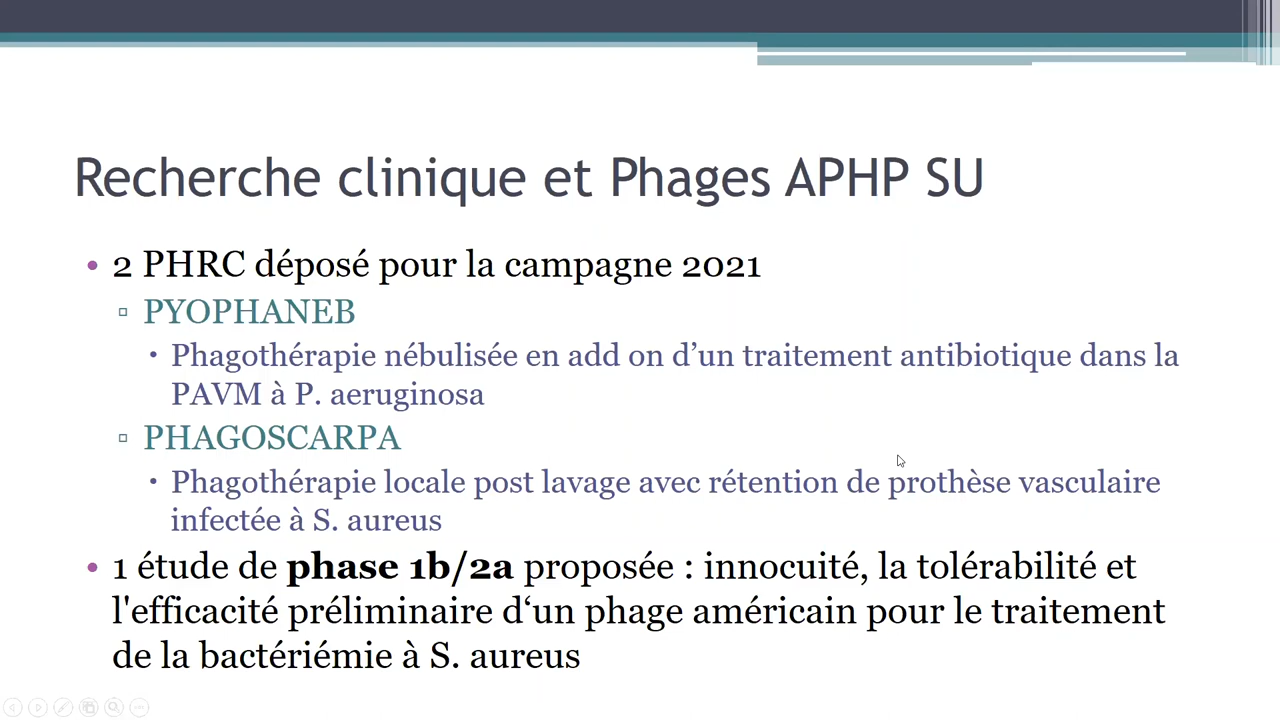 Recherche clinique et Phages APHP SU
• 2 PHRC déposé pour la campagne 2021
▫ PYOPHANEB
▪ Phagothérapie nébulisée en add on d’un traitement antibiotique dans la
PAVM à P. aeruginosa
▫ PHAGOSCARPA
▪ Phagothérapie locale post lavage avec rétention de prothèse vasculaire
infectée à S. aureus
• 1 étude de phase 1b/2a proposée : innocuité, la tolérabilité et
l'efficacité préliminaire d‘un phage américain pour le traitement
de la bactériémie à S. aureus